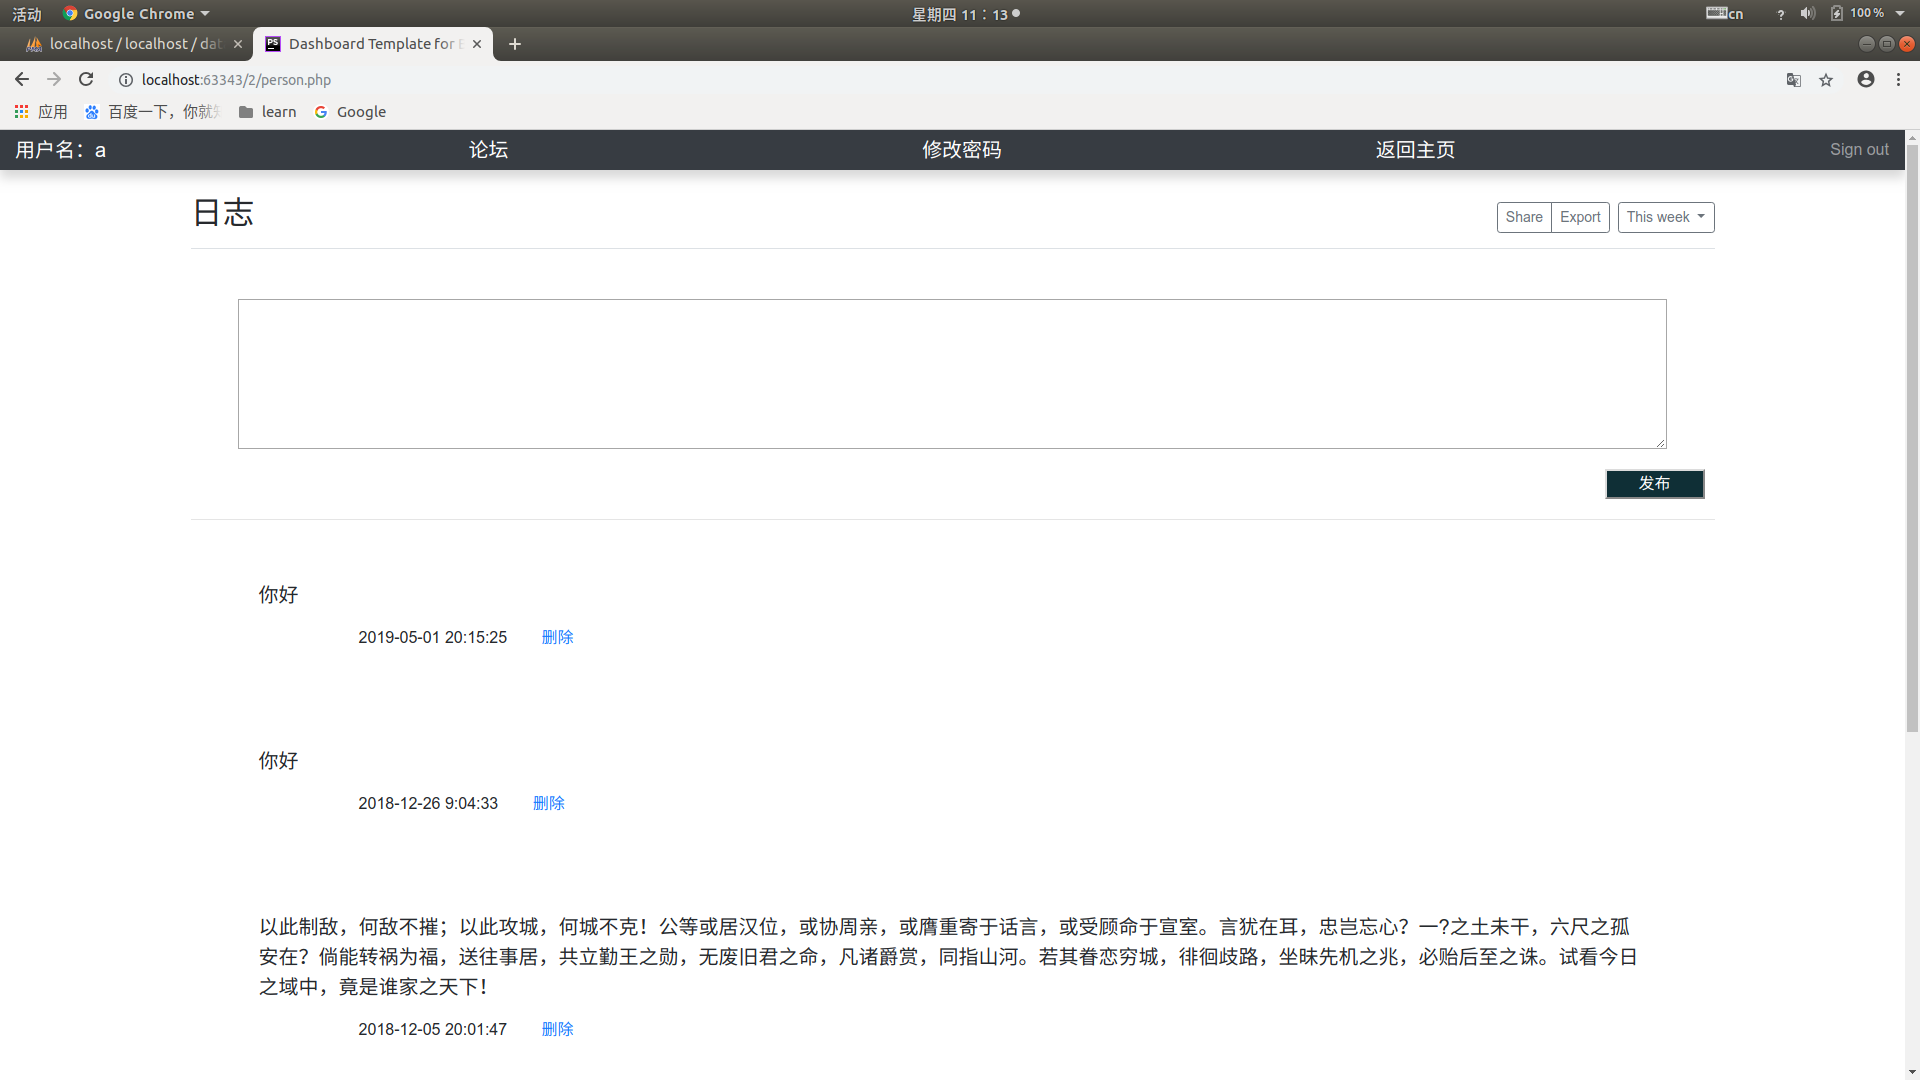 活动 Google Chrome 星期四 11：13 cn ? 100%
localhost / localhost / dat Dashboard Template for
localhost:63343/2/person.php
应用 百度一下，你就 learn Google
用户名：a 论坛 修改密码 返回主页 Sign out
日志 Share Export This week
发布
你好
2019-05-01 20:15:25 删除
你好
2018-12-26 9:04:33 删除
以此制敌，何敌不摧；以此攻城，何城不克！公等或居汉位，或协周亲，或膺重寄于话言，或受顾命于宣室。言犹在耳，忠岂忘心？一?之土未干，六尺之孤
安在？倘能转祸为福，送往事居，共立勤王之勋，无废旧君之命，凡诸爵赏，同指山河。若其眷恋穷城，徘徊歧路，坐昧先机之兆，必贻后至之诛。试看今日
之域中，竟是谁家之天下！
2018-12-05 20:01:47 删除